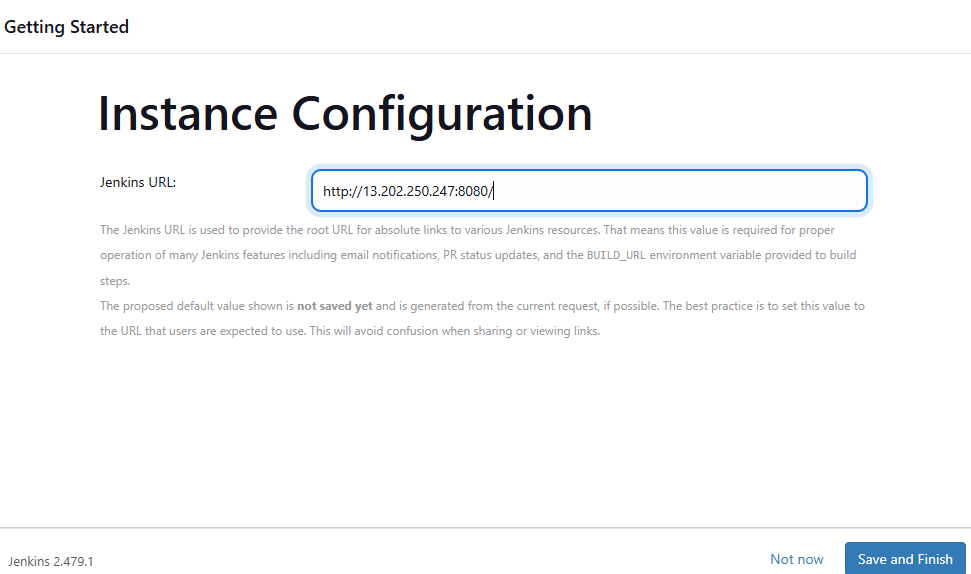 Getting Started
Instance Configuration
Jenkins URL:
http://13.202.250.247:8080/
The Jenkins URL is used to provide the root URL for absolute links to various Jenkins resources. That means this value is required for proper
operation of many Jenkins features including email notifications, PR status updates, and the BUILD_URL environment variable provided to build
steps.
The proposed default value shown is not saved yet and is generated from the current request, if possible. The best practice is to set this value to
the URL that users are expected to use. This will avoid confusion when sharing or viewing links.
Jenkins 2.479.1
Not now
Save and Finish